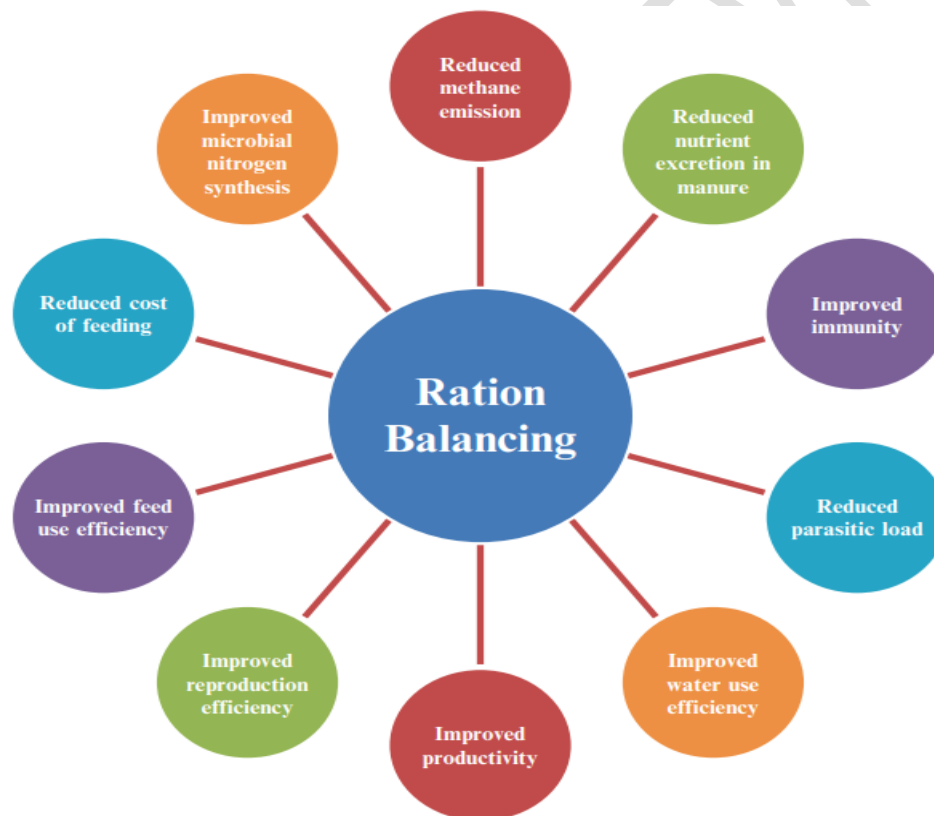 Reduced
methane
emission
Reduced
nutrient
excretion in
manure
Improved
immunity
Reduced
parasitic load
Improved
water use
efficiency
Improved
productivity
Improved
reproduction
efficiency
Improved feed
use efficiency
Reduced cost
of feeding
Improved
microbial
nitrogen
synthesis
Ration
Balancing